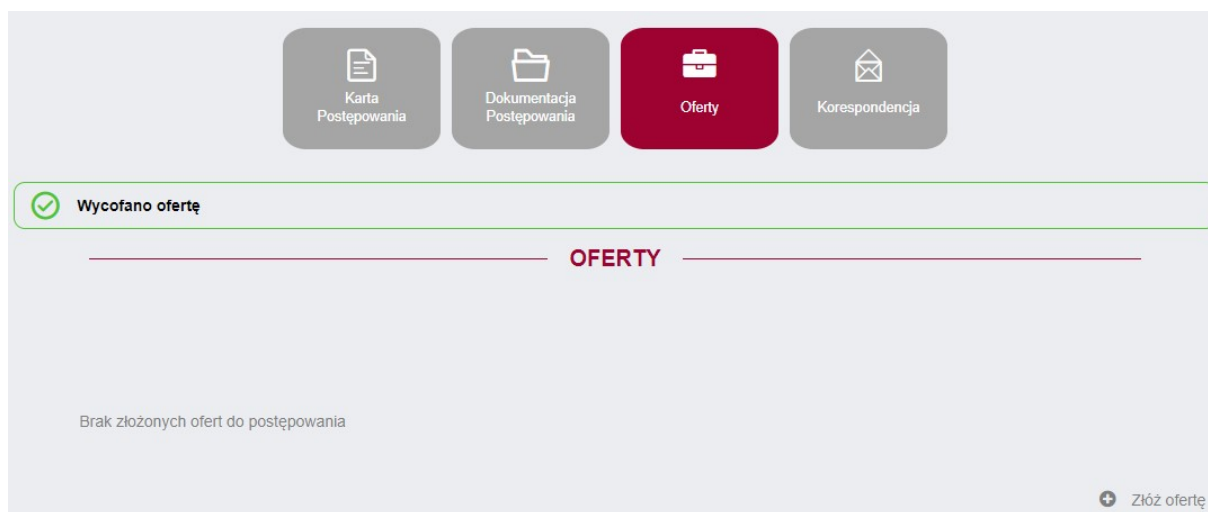 Karta
Postępowania
Dokumentacja
Postępowania
Oferty
Korespondencja
Wycofano ofertę
OFERTY
Brak złożonych ofert do postępowania
Złóż ofertę